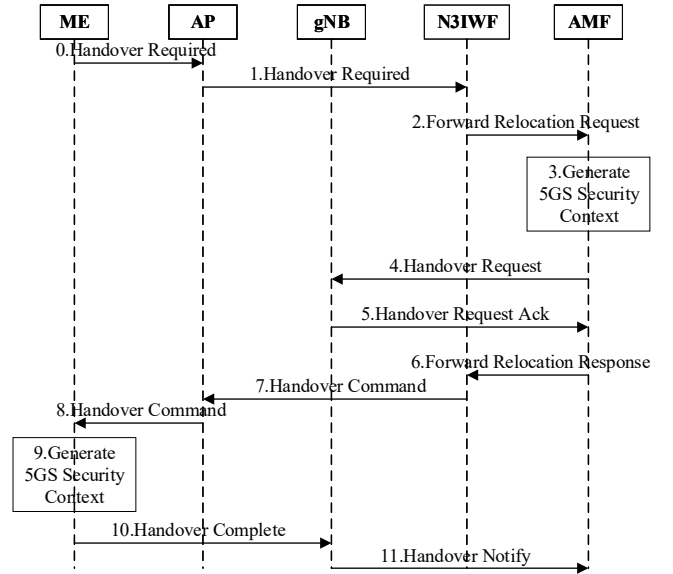 ME AP gNB N3IWF AMF
0.Handover Required
1.Handover Required
2.Forward Relocation Request
3.Generate
5GS Security
Context
4.Handover Request
5.Handover Request Ack
6.Forward Relocation Response
7.Handover Command
8.Handover Command
9.Generate
5GS Security
Context
10.Handover Complete
11.Handover Notify